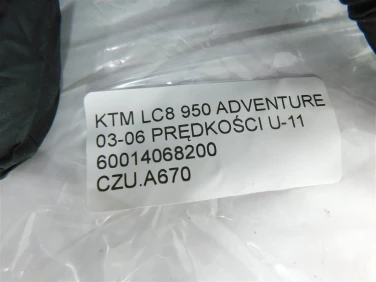 KTM LC8 950 ADVENTURE
03-06 PRĘDKOŚCI U-11
60014068200
CZU.A670